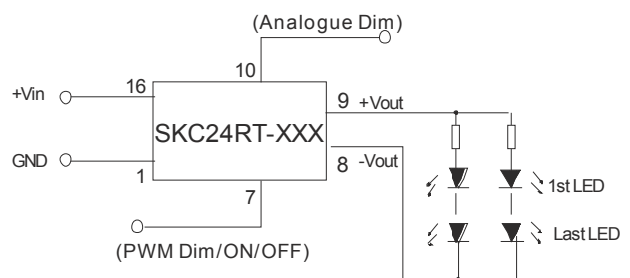 (Analogue Dim)
10
16
+Vin
9 +Vout
SKC24RT-XXX
GND
1
8 -Vout
7
1st LED
Last LED
(PWM Dim/ON/OFF)